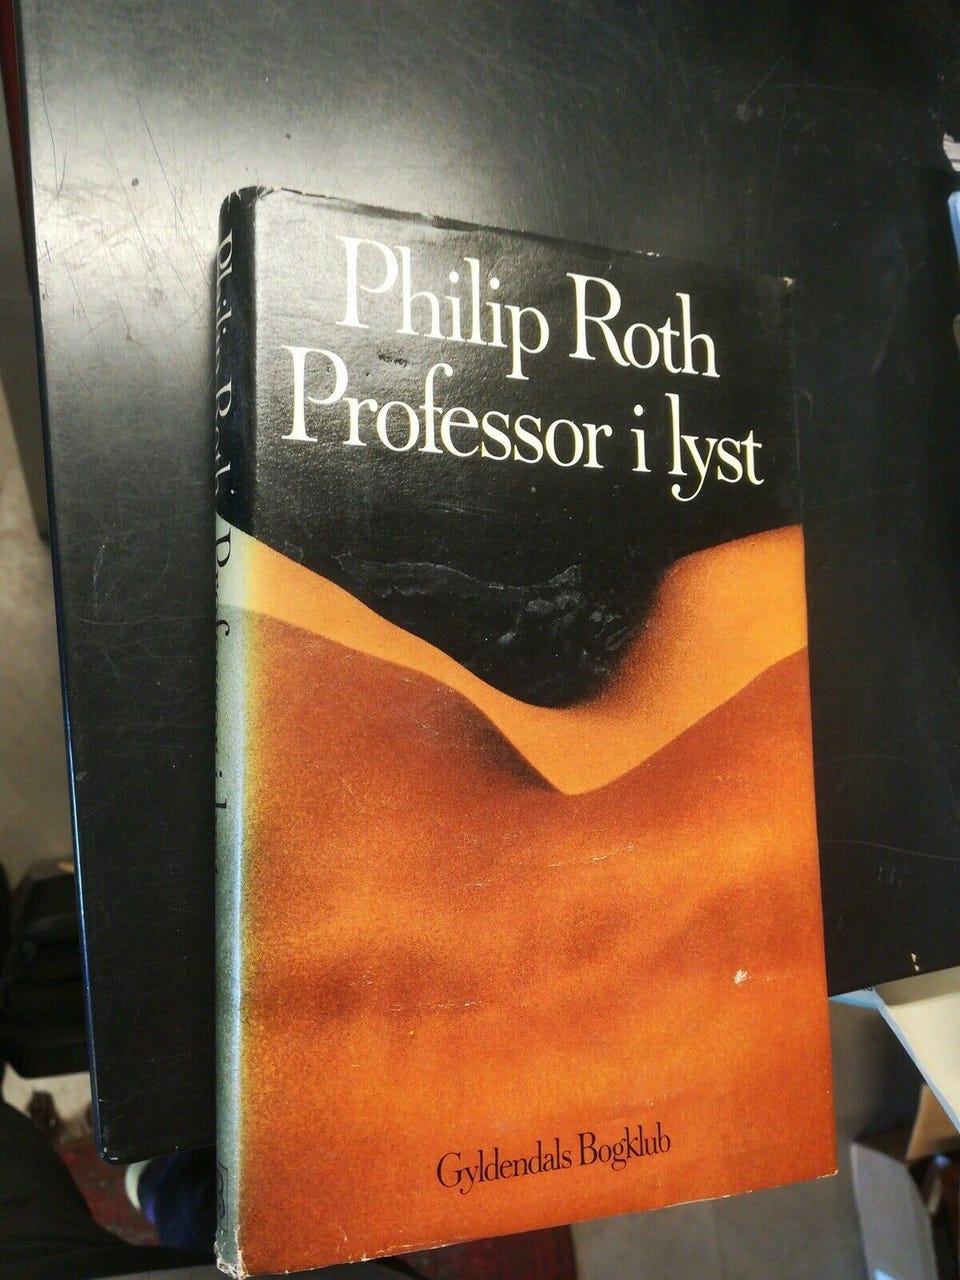 Philip Roth
Professor i lyst
Gyldendals Bogklub